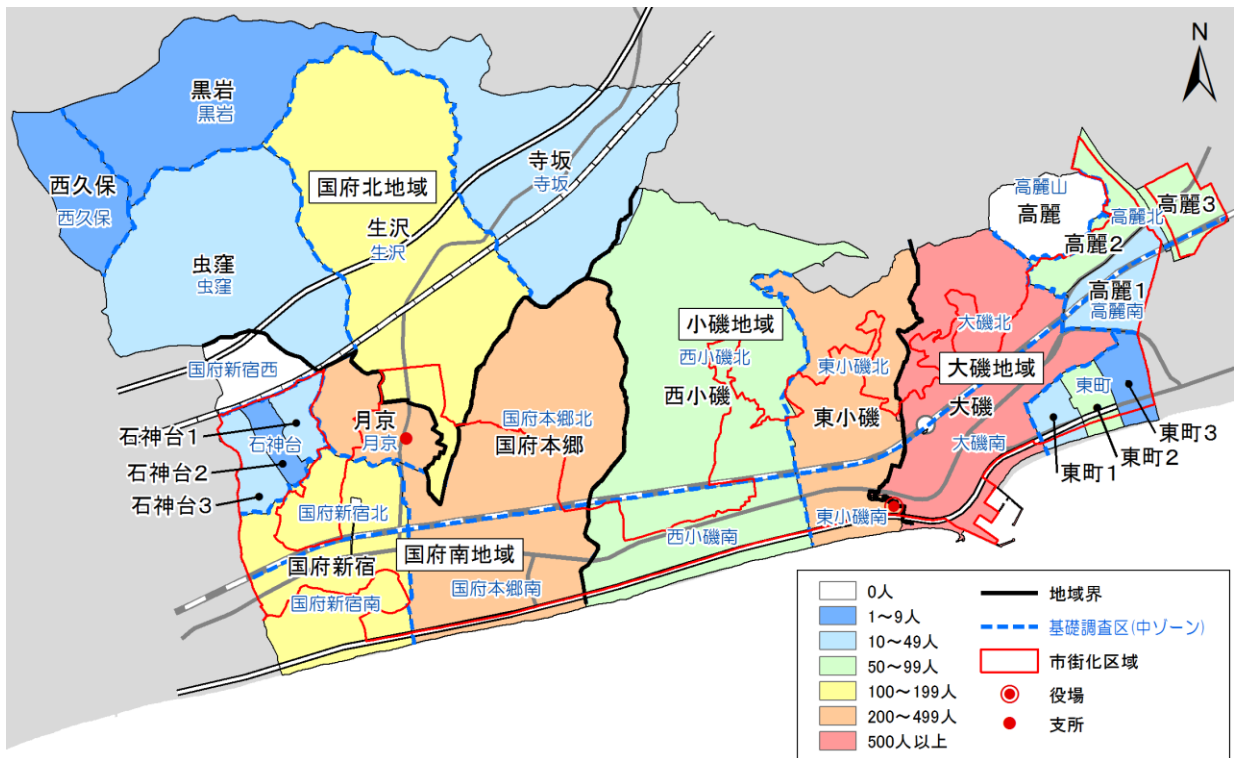 N
黒岩
黒岩
西久保
西久保
国府北地域
寺坂
寺坂
生沢
生沢
虫窪
虫窪
高麗山
高麗
高麗北
高麗3
高麗2
高麗1
高麗南
国府新宿西
小磯地域
西小磯北
西小磯
東小磯北
東小磯
大磯北
大磯地域
大磯
大磯南
東町
東町3
東町2
東町1
月京
月京
国府本郷北
国府本郷
石神台1
石神台
石神台2
石神台3
国府新宿北
国府新宿
国府南地域
西小磯南
東小磯南
国府新宿南
国府本郷南
0人
1～9人
10～49人
50～99人
100～199人
200～499人
500人以上
地域界
基礎調査区(中ゾーン)
市街化区域
役場
支所